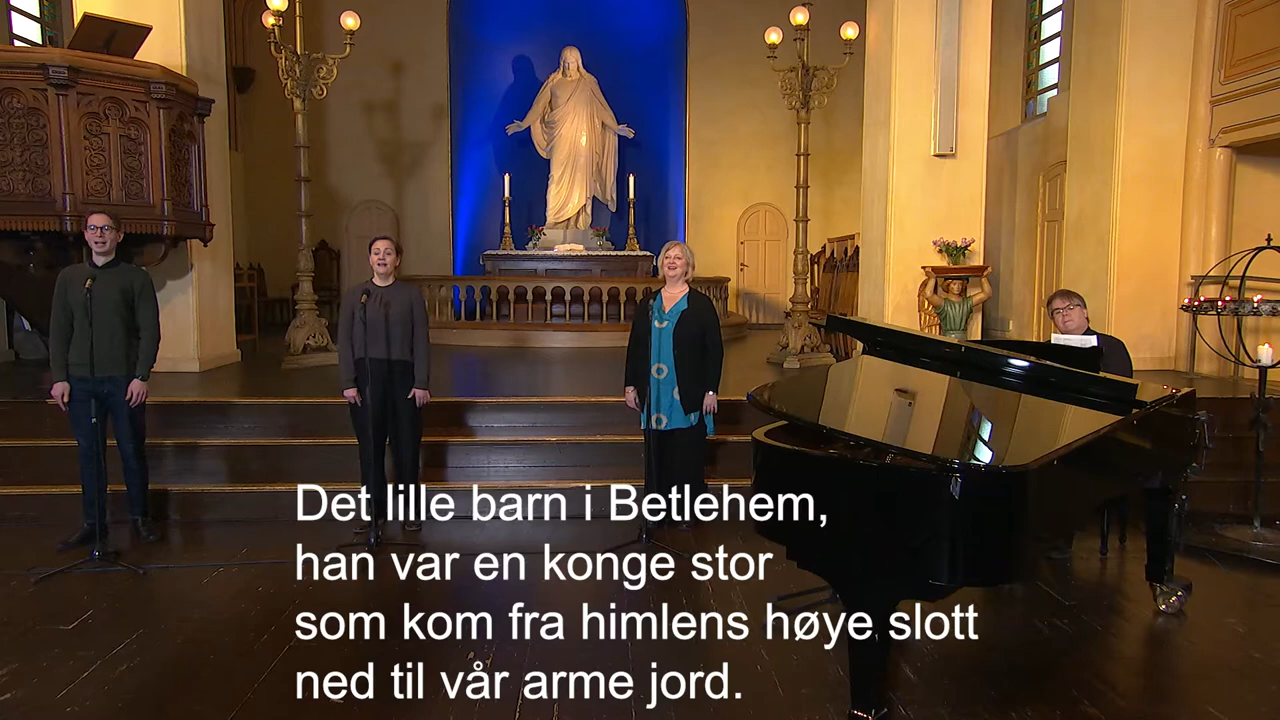 Det lille barn i Betlehem,
han var en konge stor
som kom fra himlens høye slott
ned til vår arme jord.